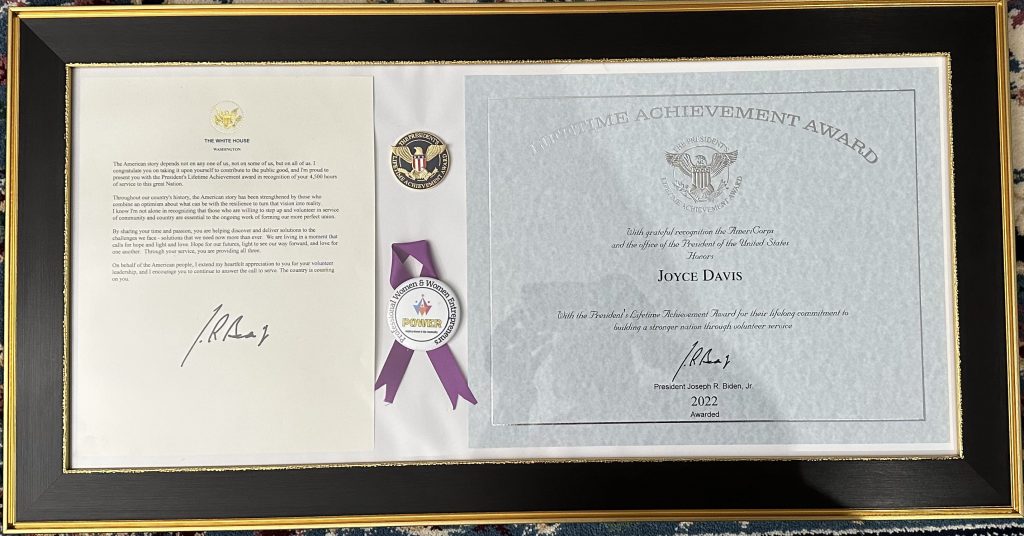 THE WHITE HOUSE
WASHINGTON
The American story depends not on any one of us, not on some of us, but on all of us. I
congratulate you on taking it upon yourself to contribute to the public good, and I'm proud to
present you with the President's Lifetime Achievement award in recognition of your 4,500 hours
of service to this great Nation.
Throughout our country's history, the American story has been strengthened by those who
combine an optimism about what can be with the resilience to turn that vision into reality.
I know I'm not alone in recognizing that those who are willing to step up and volunteer in service
of community and country are essential to the ongoing work of forming our more perfect union.
By sharing your time and passion, you are helping discover and deliver solutions to the
challenges we face - solutions that we need now more than ever. We are living in a moment that
calls for hope and light and love. Hope for our futures, light to see our way forward, and love for
one another. Through your service, you are providing all three.
On behalf of the American people, I extend my heartfelt appreciation to you for your volunteer
leadership, and I encourage you to continue to answer the call to serve. The country is counting
on you.
THE PRESIDENT'S
LIFETIME ACHIEVEMENT AWARD
Professional Women & Women Entrepreneurs
POWER
LIFETIME ACHIEVEMENT AWARD
THE PRESIDENT'S
LIFETIME ACHIEVEMENT AWARD
With grateful recognition the AmeriCorps
and the office of the President of the United States
Honors
JOYCE DAVIS
With the President's Lifetime Achievement Award for their lifelong commitment to
building a stronger nation through volunteer service
President Joseph R. Biden, Jr.
2022
Awarded